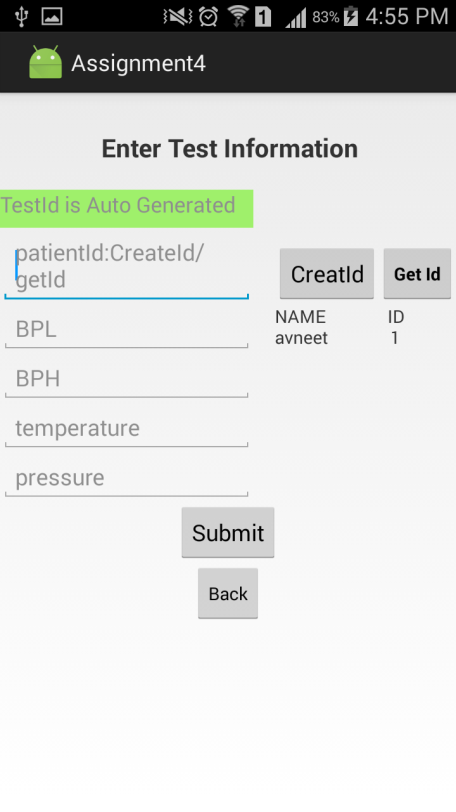 1 83% 4:55 PM
Assignment4
Enter Test Information
TestId is Auto Generated
patientId:CreateId/
getId
CreatId
Get Id
NAME ID
avneet 1
BPL
BPH
temperature
pressure
Submit
Back